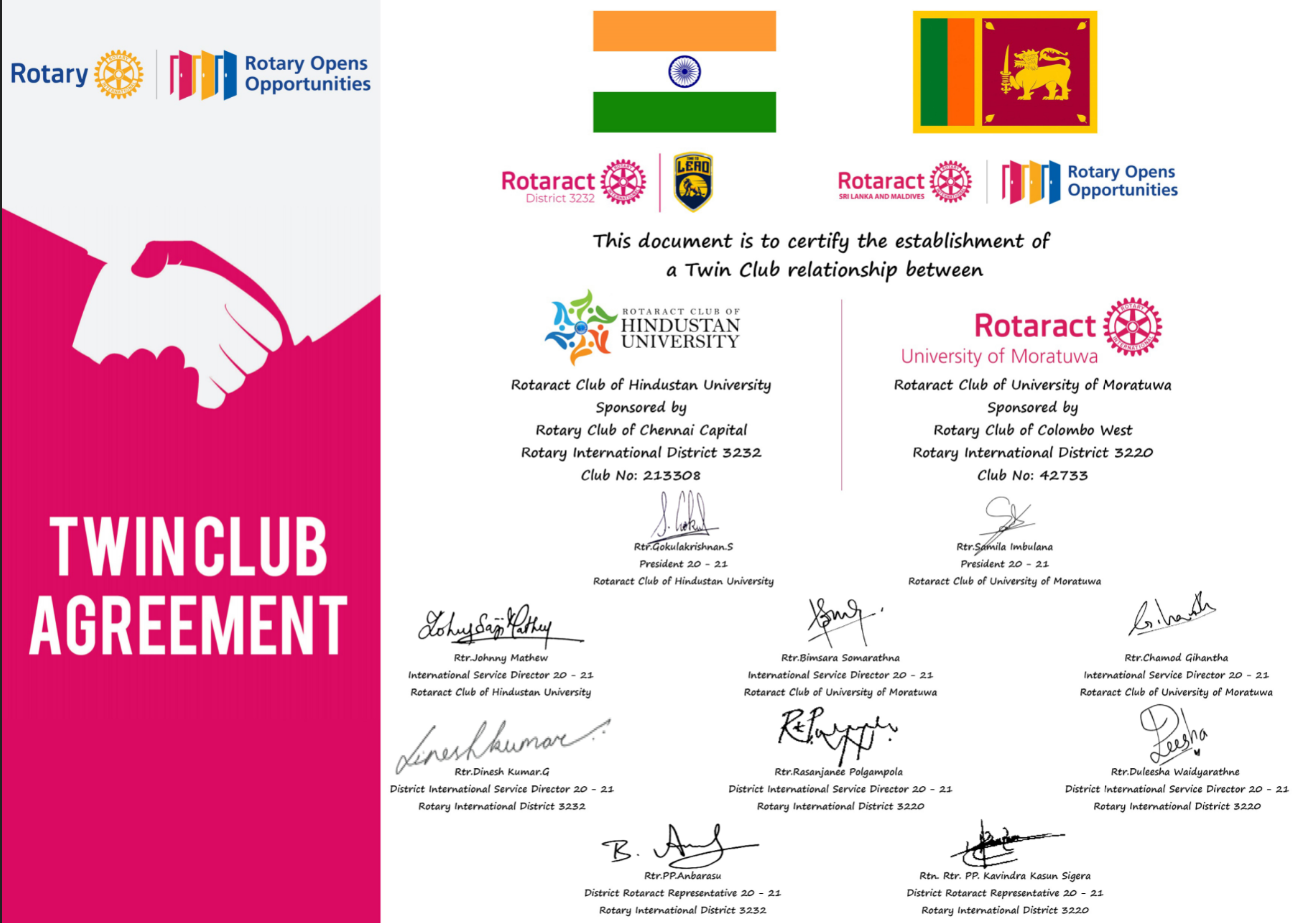 Rotary
Rotary Opens
Opportunities
TWIN CLUB
AGREEMENT
Rotaract
District 3232
LEAD
Rotaract
SRI LANKA AND MALDIVES
Rotary Opens
Opportunities
This document is to certify the establishment of
a Twin Club relationship between
ROTARACT CLUB OF
HINDUSTAN
UNIVERSITY
Rotaract Club of Hindustan University
Sponsored by
Rotary Club of Chennai Capital
Rotary International District 3232
Club No: 213308
Rotaract
University of Moratuwa
ROTARY
INTERNATIONAL
Rotaract Club of University of Moratuwa
Sponsored by
Rotary Club of Colombo West
Rotary International District 3220
Club No: 42733
S. Gokul
Rtr.Gokulakrishnan.S
President 20 - 21
Rotaract Club of Hindustan University
Rtr.Samila Imbulana
President 20 - 21
Rotaract Club of University of Moratuwa
Johny Saji Mathew
Rtr.Johnny Mathew
International Service Director 20 - 21
Rotaract Club of Hindustan University
Rtr.Bimsara Somarathna
International Service Director 20 - 21
Rotaract Club of University of Moratuwa
Rtr.Chamod Gihantha
International Service Director 20 - 21
Rotaract Club of University of Moratuwa
Dineshkumar
Rtr.Dinesh Kumar.G
District International Service Director 20 - 21
Rotary International District 3232
Rtr.Rasanjanee Polgampola
District International Service Director 20 - 21
Rotary International District 3220
Leesha
Rtr.Duleesha Waidyarathne
District International Service Director 20 - 21
Rotary International District 3220
Rtr.PP.Anbarasu
District Rotaract Representative 20 - 21
Rotary International District 3232
Rtn. Rtr. PP. Kavindra Kasun Sigera
District Rotaract Representative 20 - 21
Rotary International District 3220